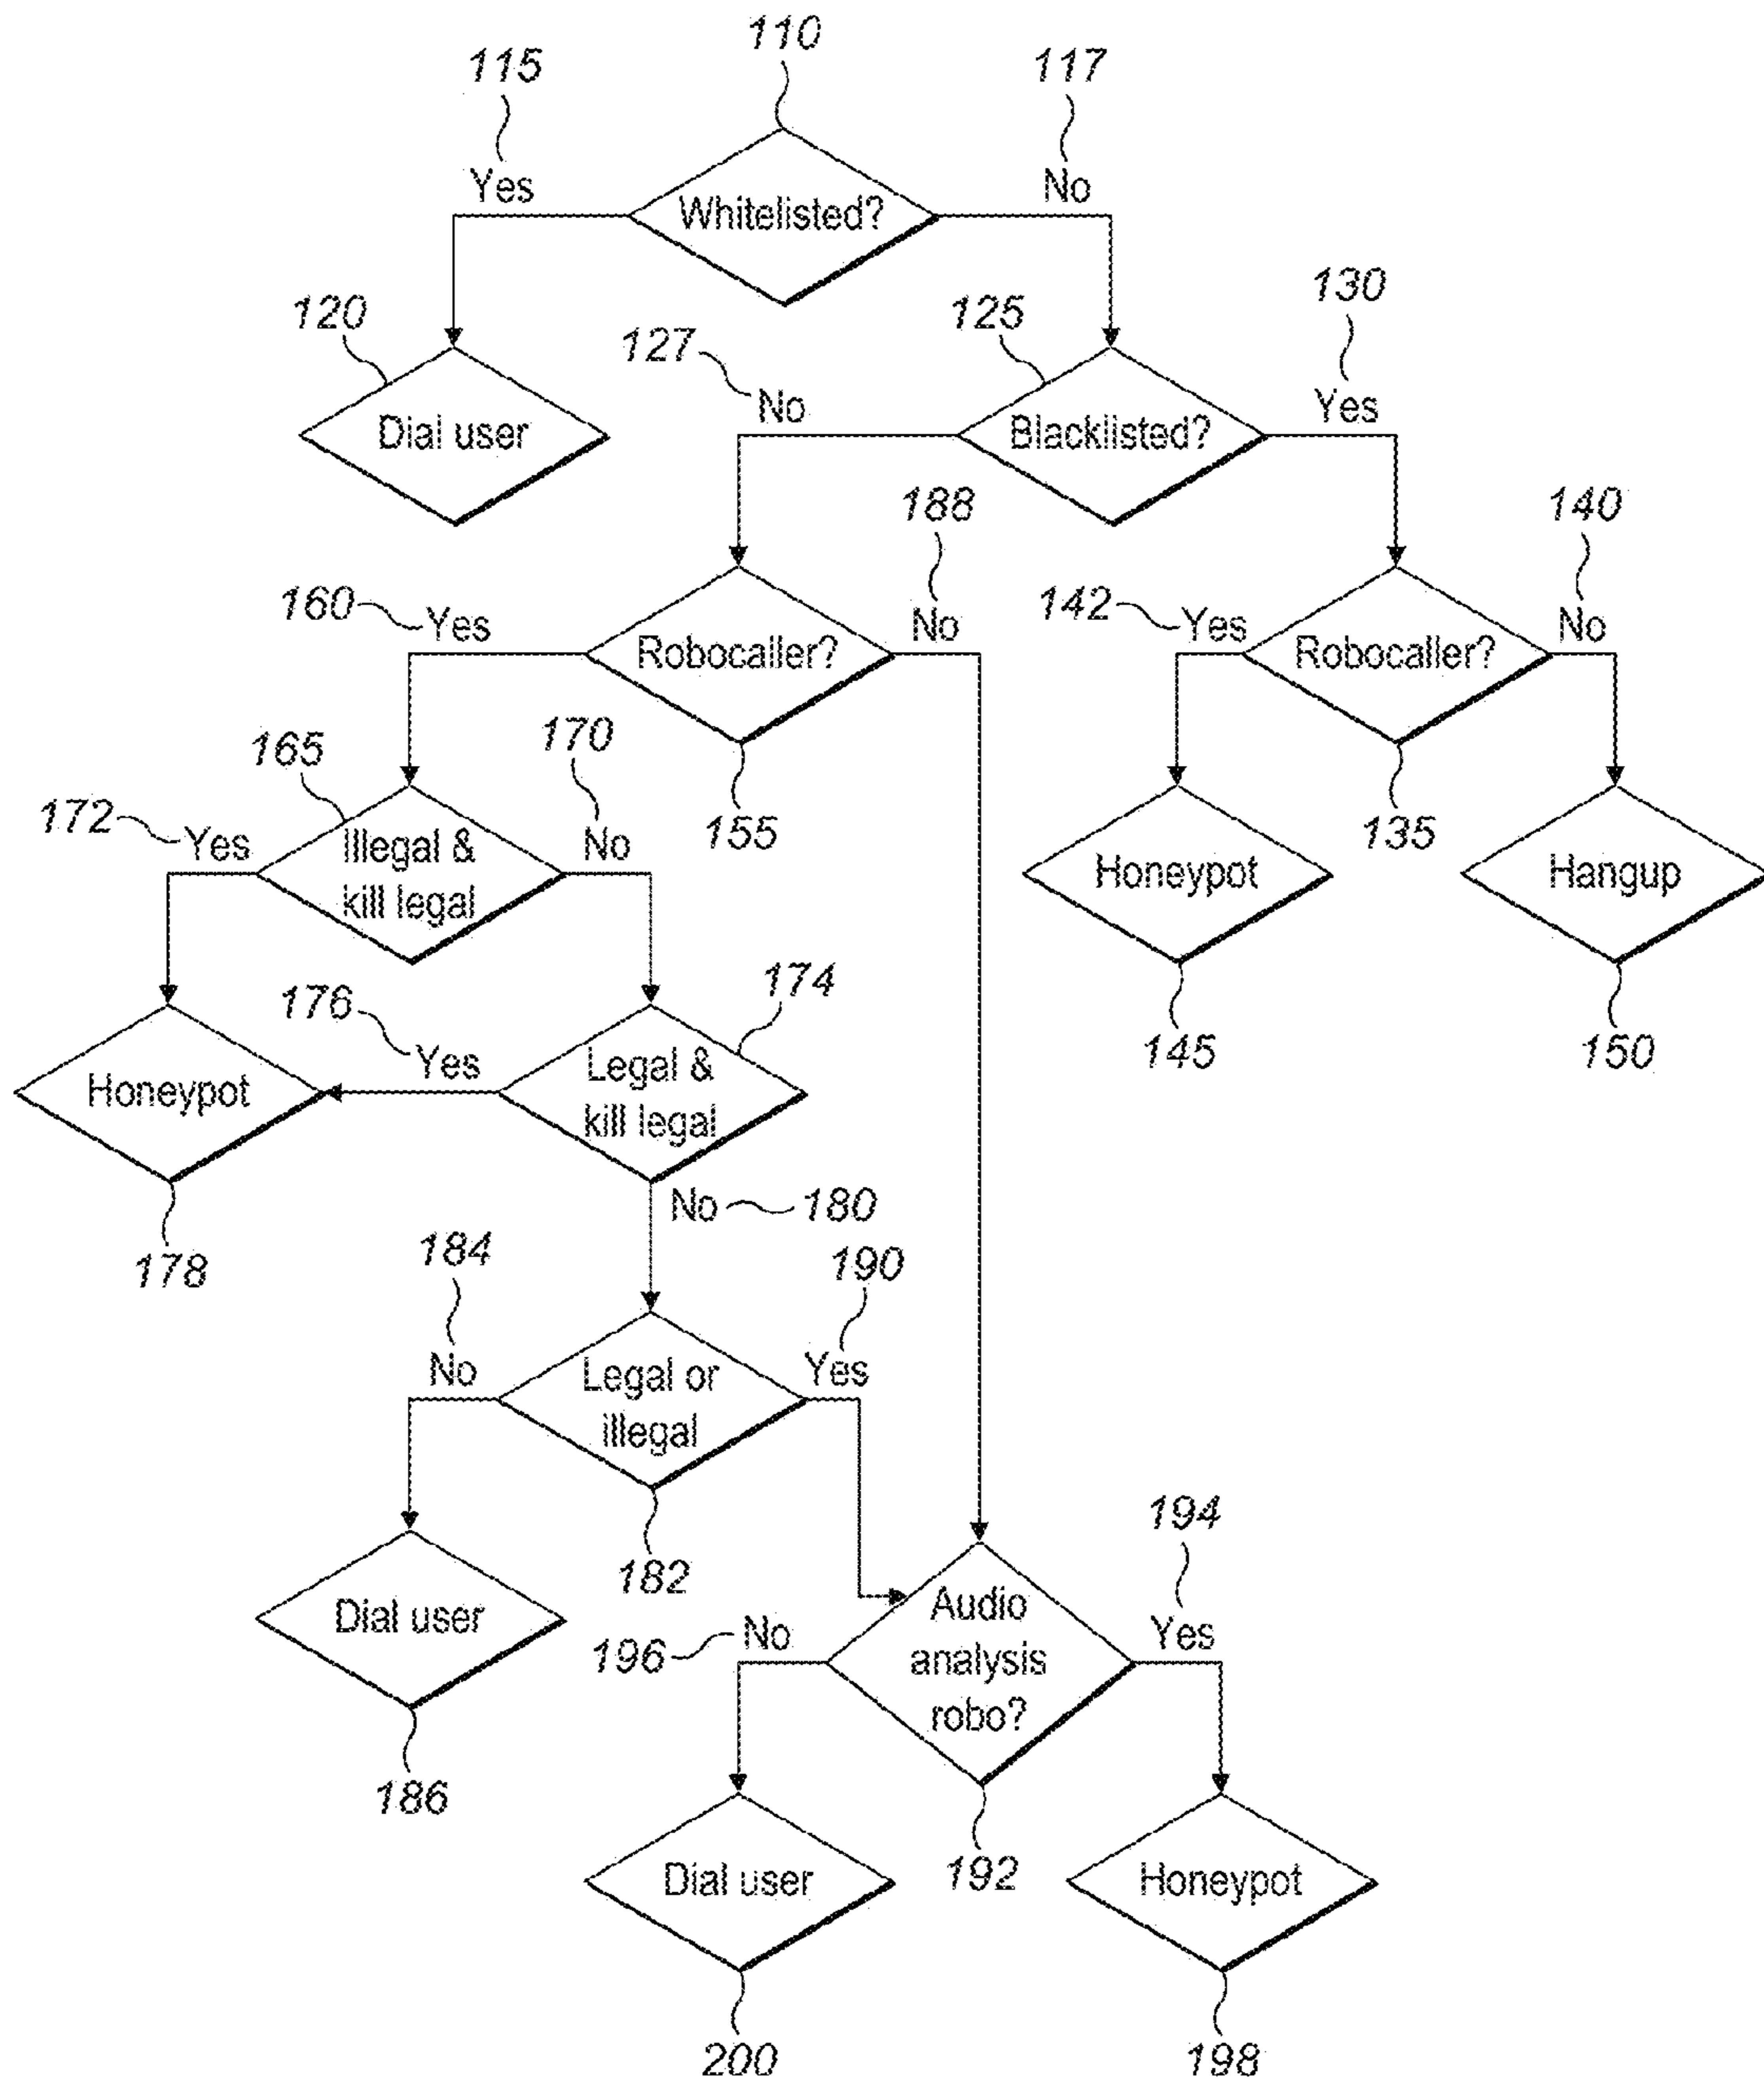 110
115
117
Yes
No
Whitelisted?
120
127
125
130
No
Yes
Dial user
Blacklisted?
188
140
160
Yes
No
142
Yes
No
Robocaller?
Robocaller?
165
170
172
Yes
No
155
135
Illegal &
kill legal
Honeypot
Hangup
176
174
Yes
145
150
Honeypot
Legal &
kill legal
No
180
178
184
190
No
Yes
Legal or
illegal
194
182
Audio
analysis
robo?
Dial user
196
No
Yes
186
192
Dial user
Honeypot
200
198